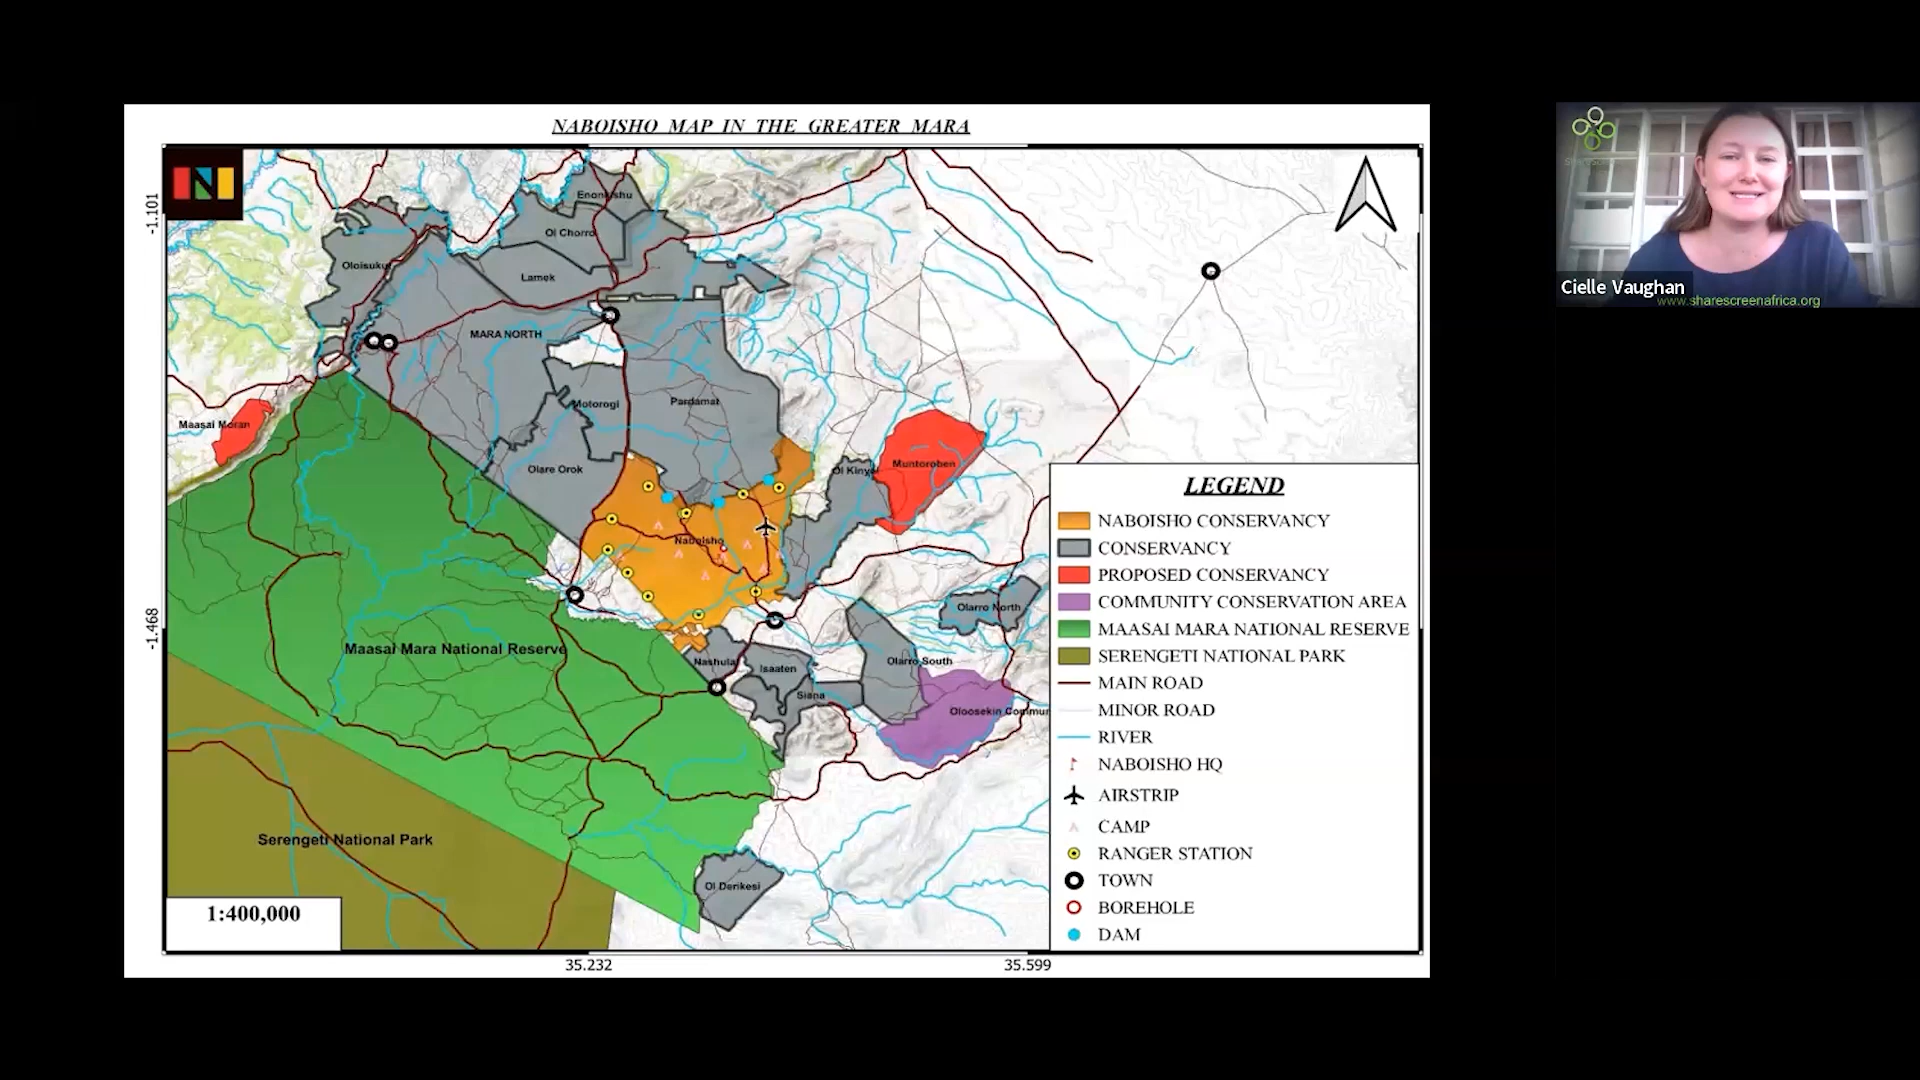 NABOISHO MAP IN THE GREATER MARA
N
-1.101
-1.468
Enonkishu
Ol Chorro
Oloisukut
Lamek
MARA NORTH
Motorogi
Pardamat
Maasai Moran
Olare Orok
Ol Kinyei
Muntoroben
Naboisho
Olarro North
Maasai Mara National Reserve
Nashulai
Isaaten
Olarro South
Siana
Oloosekin Commun
Serengeti National Park
Ol Derikesi
1:400,000
35.232
35.599
LEGEND
NABOISHO CONSERVANCY
CONSERVANCY
PROPOSED CONSERVANCY
COMMUNITY CONSERVATION AREA
MAASAI MARA NATIONAL RESERVE
SERENGETI NATIONAL PARK
MAIN ROAD
MINOR ROAD
RIVER
NABOISHO HQ
AIRSTRIP
CAMP
RANGER STATION
TOWN
BOREHOLE
DAM
Cielle Vaughan
www.sharescreenafrica.org